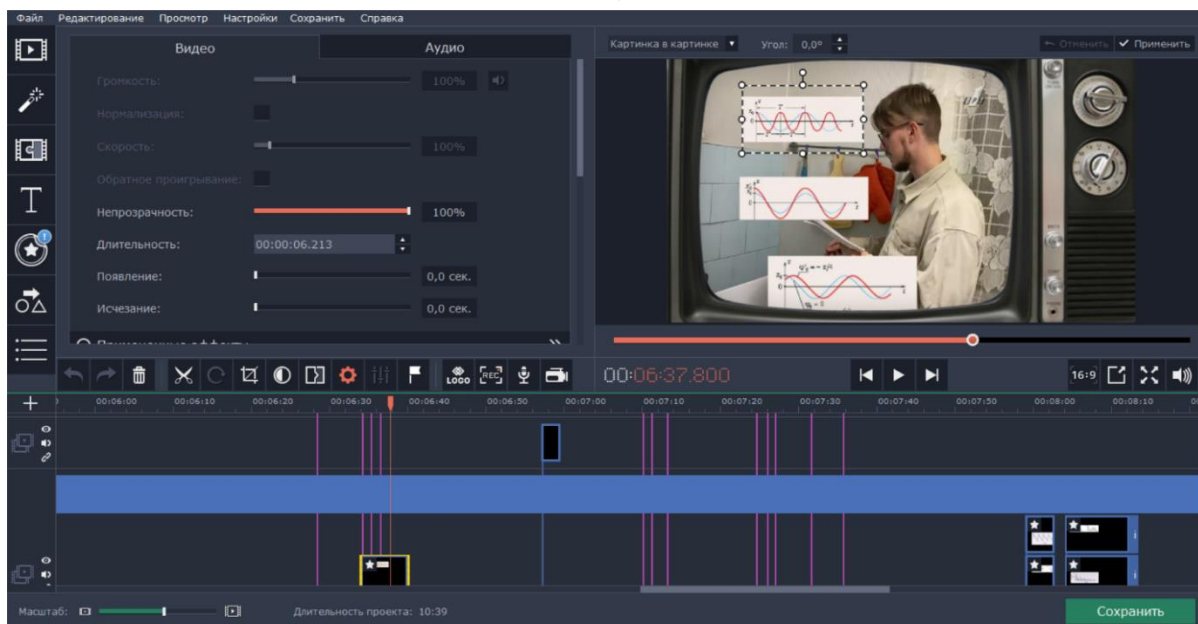 Файл Редактирование Просмотр Настройки Сохранить Справка
Видео Аудио
Картинка в картинке Угол: 0,0° Отменить Применить
Громкость: 100%
Нормализация:
Скорость: 100%
Обратное проигрывание:
Непрозрачность: 100%
Длительность: 00:00:06.213
Появление: 0,0 сек.
Исчезание: 0,0 сек.
LOGO REC 00:06:37.800 16:9
00:06:00 00:06:10 00:06:20 00:06:30 00:06:40 00:06:50 00:07:00 00:07:10 00:07:20 00:07:30 00:07:40 00:07:50 00:08:00 00:08:10
Масштаб: Длительность проекта: 10:39 Сохранить